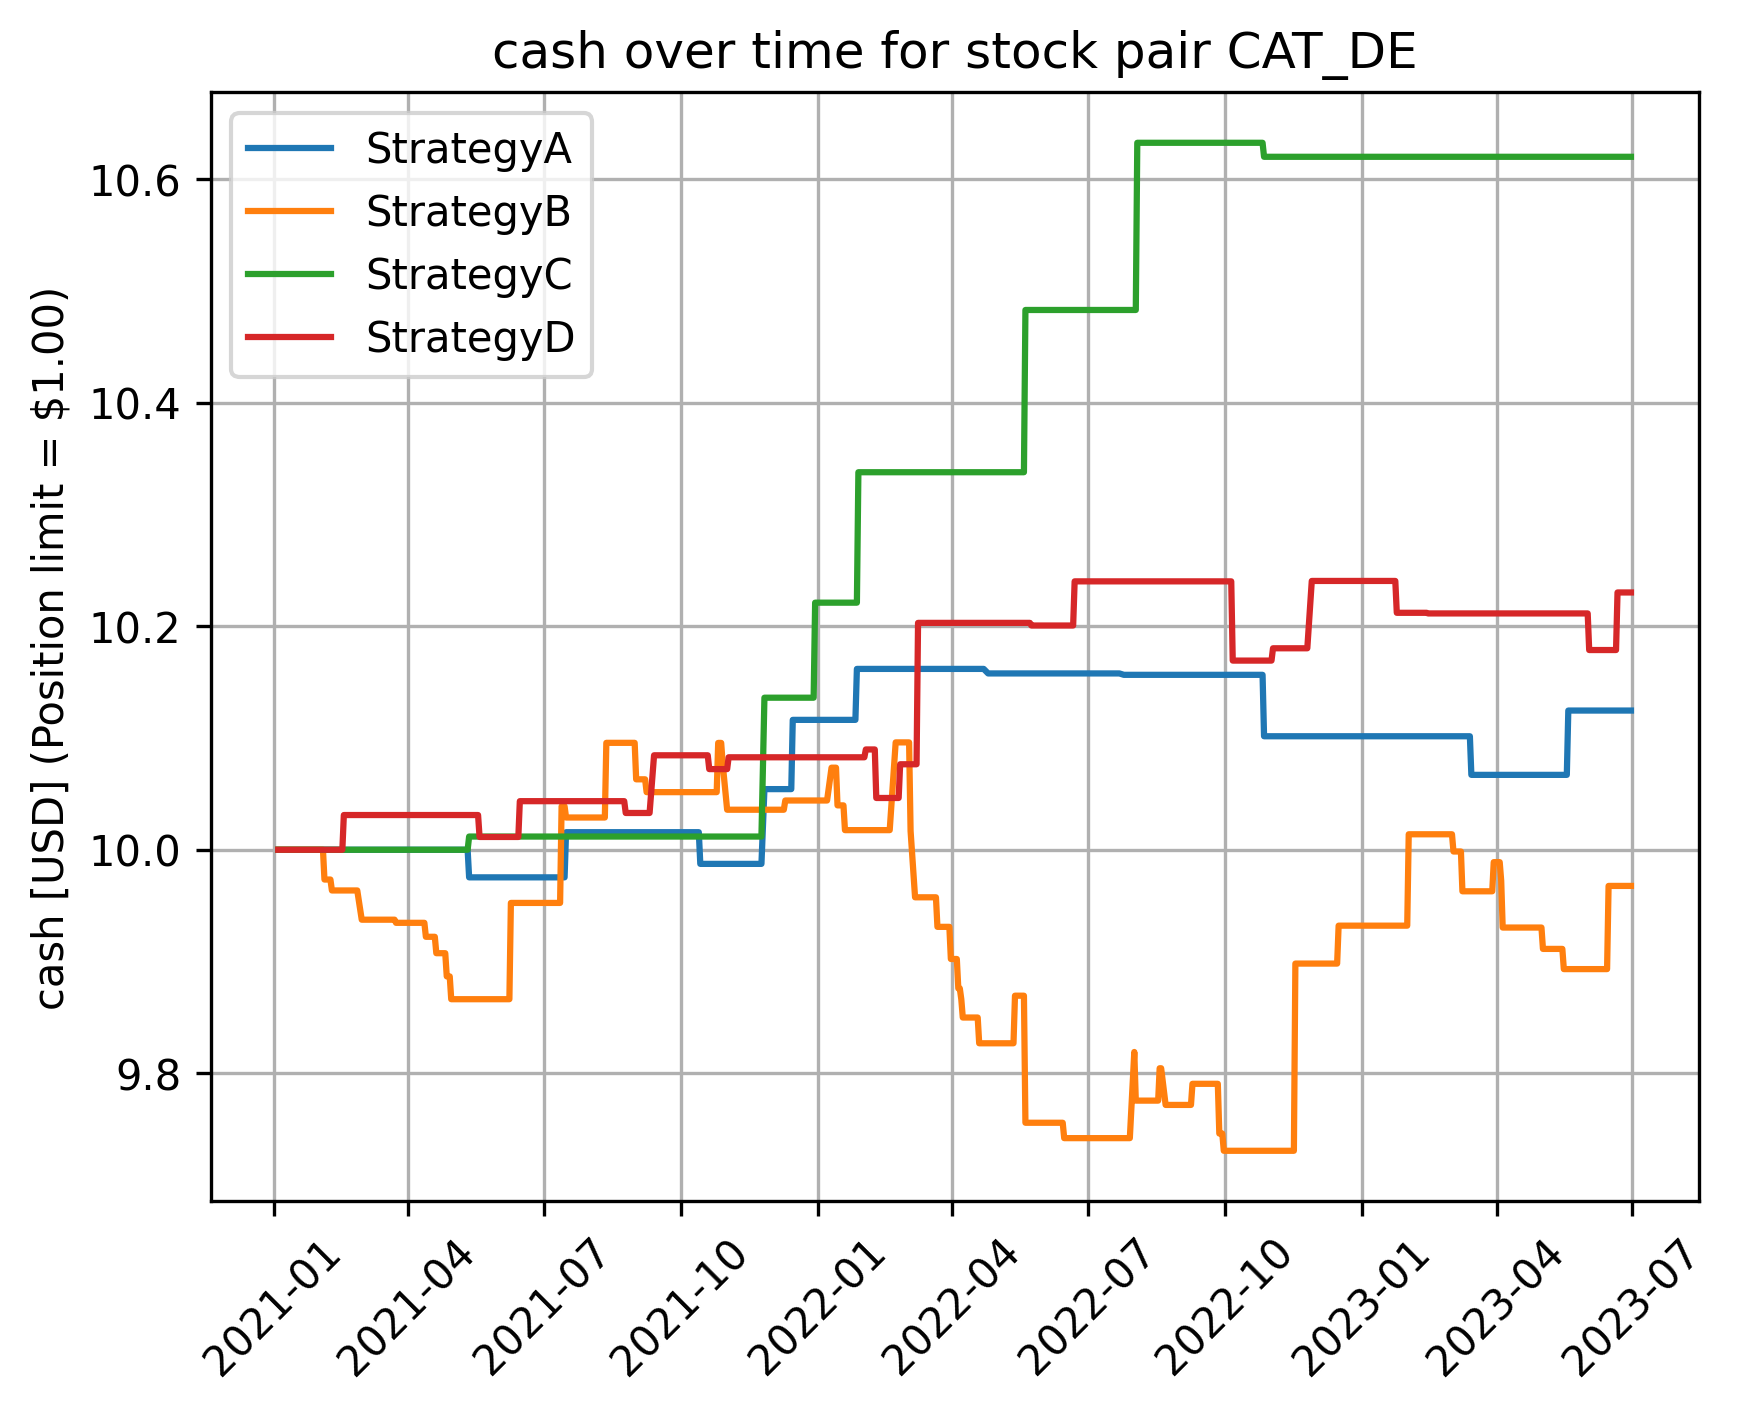 cash over time for stock pair CAT_DE
StrategyA
StrategyB
StrategyC
StrategyD
cash [USD] (Position limit = $1.00)
10.6
10.4
10.2
10.0
9.8
2021-01
2021-04
2021-07
2021-10
2022-01
2022-04
2022-07
2022-10
2023-01
2023-04
2023-07